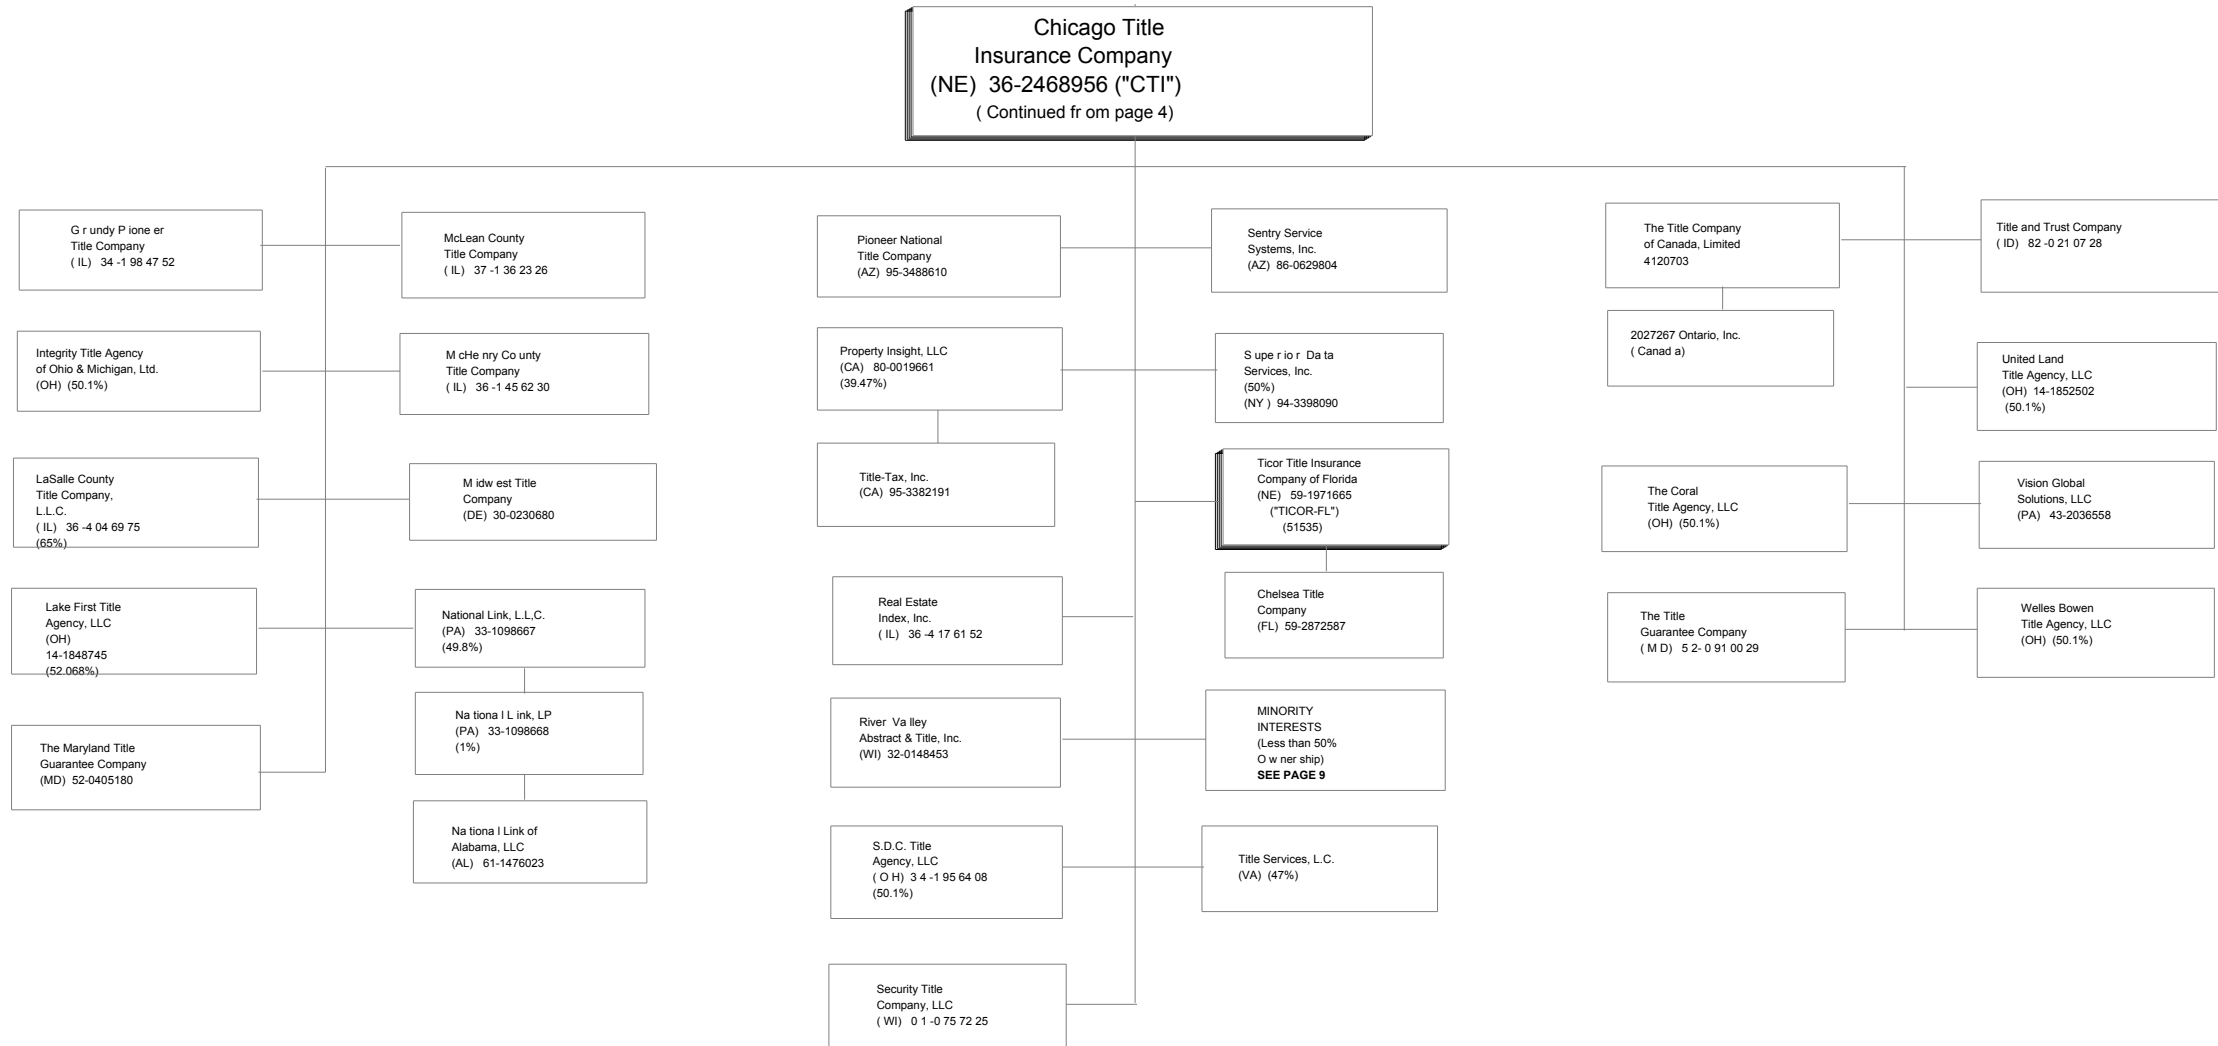 Chicago Title
Insurance Company
(NE) 36-2468956 ("CTI")
( Continued fr om page 4)
G r undy P ione er
Title Company
( IL) 34 -1 98 47 52
McLean County
Title Company
( IL) 37 -1 36 23 26
Integrity Title Agency
of Ohio & Michigan, Ltd.
(OH) (50.1%)
M cHe nry Co unty
Title Company
( IL) 36 -1 45 62 30
LaSalle County
Title Company,
L.L.C.
( IL) 36 -4 04 69 75
(65%)
M idw est Title
Company
(DE) 30-0230680
Lake First Title
Agency, LLC
(OH)
14-1848745
(52.068%)
National Link, L.L,C.
(PA) 33-1098667
(49.8%)
Na tiona l L ink, LP
(PA) 33-1098668
(1%)
The Maryland Title
Guarantee Company
(MD) 52-0405180
Na tiona l Link of
Alabama, LLC
(AL) 61-1476023
Pioneer National
Title Company
(AZ) 95-3488610
Sentry Service
Systems, Inc.
(AZ) 86-0629804
Property Insight, LLC
(CA) 80-0019661
(39.47%)
S upe r io r Da ta
Services, Inc.
(50%)
(NY ) 94-3398090
Title-Tax, Inc.
(CA) 95-3382191
Ticor Title Insurance
Company of Florida
(NE) 59-1971665
("TICOR-FL")
(51535)
Real Estate
Index, Inc.
( IL) 36 -4 17 61 52
Chelsea Title
Company
(FL) 59-2872587
River Va lley
Abstract & Title, Inc.
(WI) 32-0148453
MINORITY
INTERESTS
(Less than 50%
O w ner ship)
SEE PAGE 9
S.D.C. Title
Agency, LLC
( O H) 3 4 -1 95 64 08
(50.1%)
Title Services, L.C.
(VA) (47%)
Security Title
Company, LLC
( WI) 0 1 -0 75 72 25
The Title Company
of Canada, Limited
4120703
Title and Trust Company
( ID) 82 -0 21 07 28
2027267 Ontario, Inc.
( Canad a)
United Land
Title Agency, LLC
(OH) 14-1852502
(50.1%)
The Coral
Title Agency, LLC
(OH) (50.1%)
Vision Global
Solutions, LLC
(PA) 43-2036558
The Title
Guarantee Company
( M D) 5 2- 0 91 00 29
Welles Bowen
Title Agency, LLC
(OH) (50.1%)